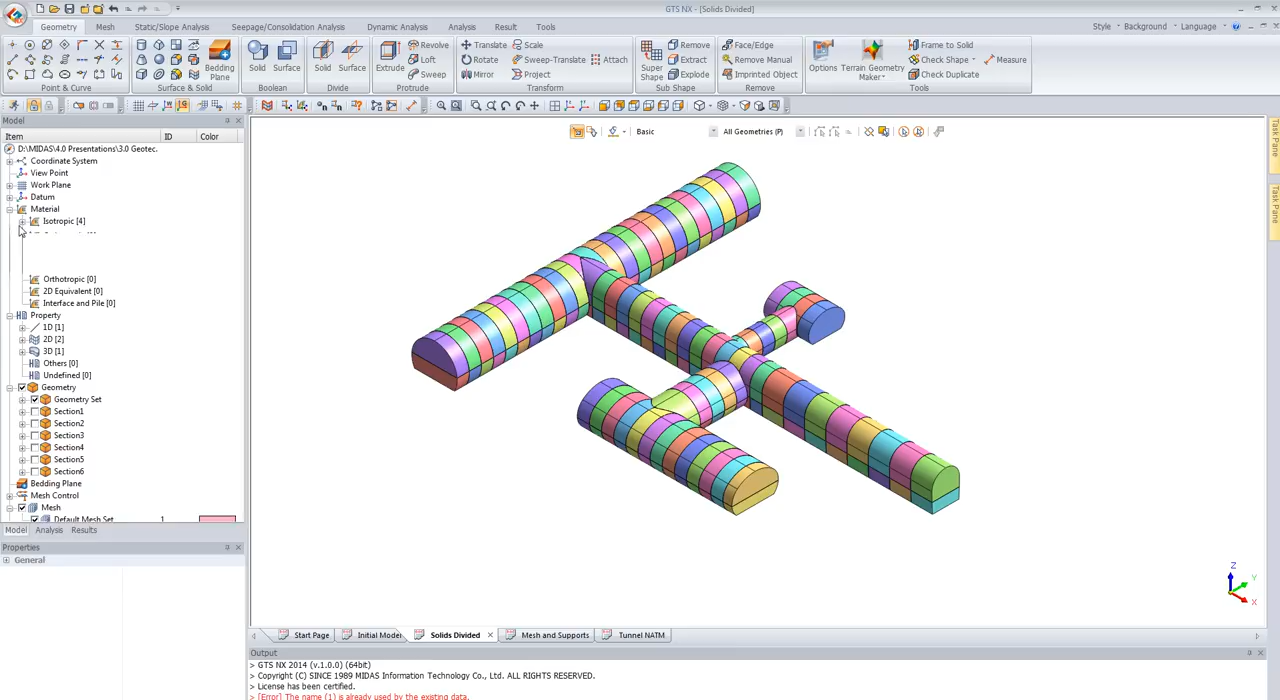 GTS NX - [Solids Divided]
Geometry Mesh Static/Slope Analysis Seepage/Consolidation Analysis Dynamic Analysis Analysis Result Tools
Style Background Language
Bedding Plane
Solid Surface
Solid Surface
Extrude Revolve Loft Sweep
Translate Rotate Mirror Scale Sweep-Translate Project Attach
Super Shape Remove Extract Explode
Face/Edge Remove Manual Imprinted Object
Options Terrain Geometry Maker Frame to Solid Check Shape Check Duplicate Measure
Point & Curve Surface & Solid Boolean Divide Protrude Transform Sub Shape Remove Tools
Model
Item ID Color
D:\MIDAS\4.0 Presentations\3.0 Geotec.
Coordinate System
View Point
Work Plane
Datum
Material
Isotropic [4]
Orthotropic [0]
2D Equivalent [0]
Interface and Pile [0]
Property
1D [1]
2D [2]
3D [1]
Others [0]
Undefined [0]
Geometry
Geometry Set
Section1
Section2
Section3
Section4
Section5
Section6
Bedding Plane
Mesh Control
Mesh
Default Mesh Set 1
Model Analysis Results
Properties
General
Basic All Geometries (P)
Task Pane
Task Pane
Z
Y
X
Start Page Initial Model Solids Divided Mesh and Supports Tunnel NATM
Output
> GTS NX 2014 (v.1.0.0) (64bit)
> Copyright (C) SINCE 1989 MIDAS Information Technology Co., Ltd. ALL RIGHTS RESERVED.
> License has been certified.
> [Error] The name (1) is already used by the existing data.